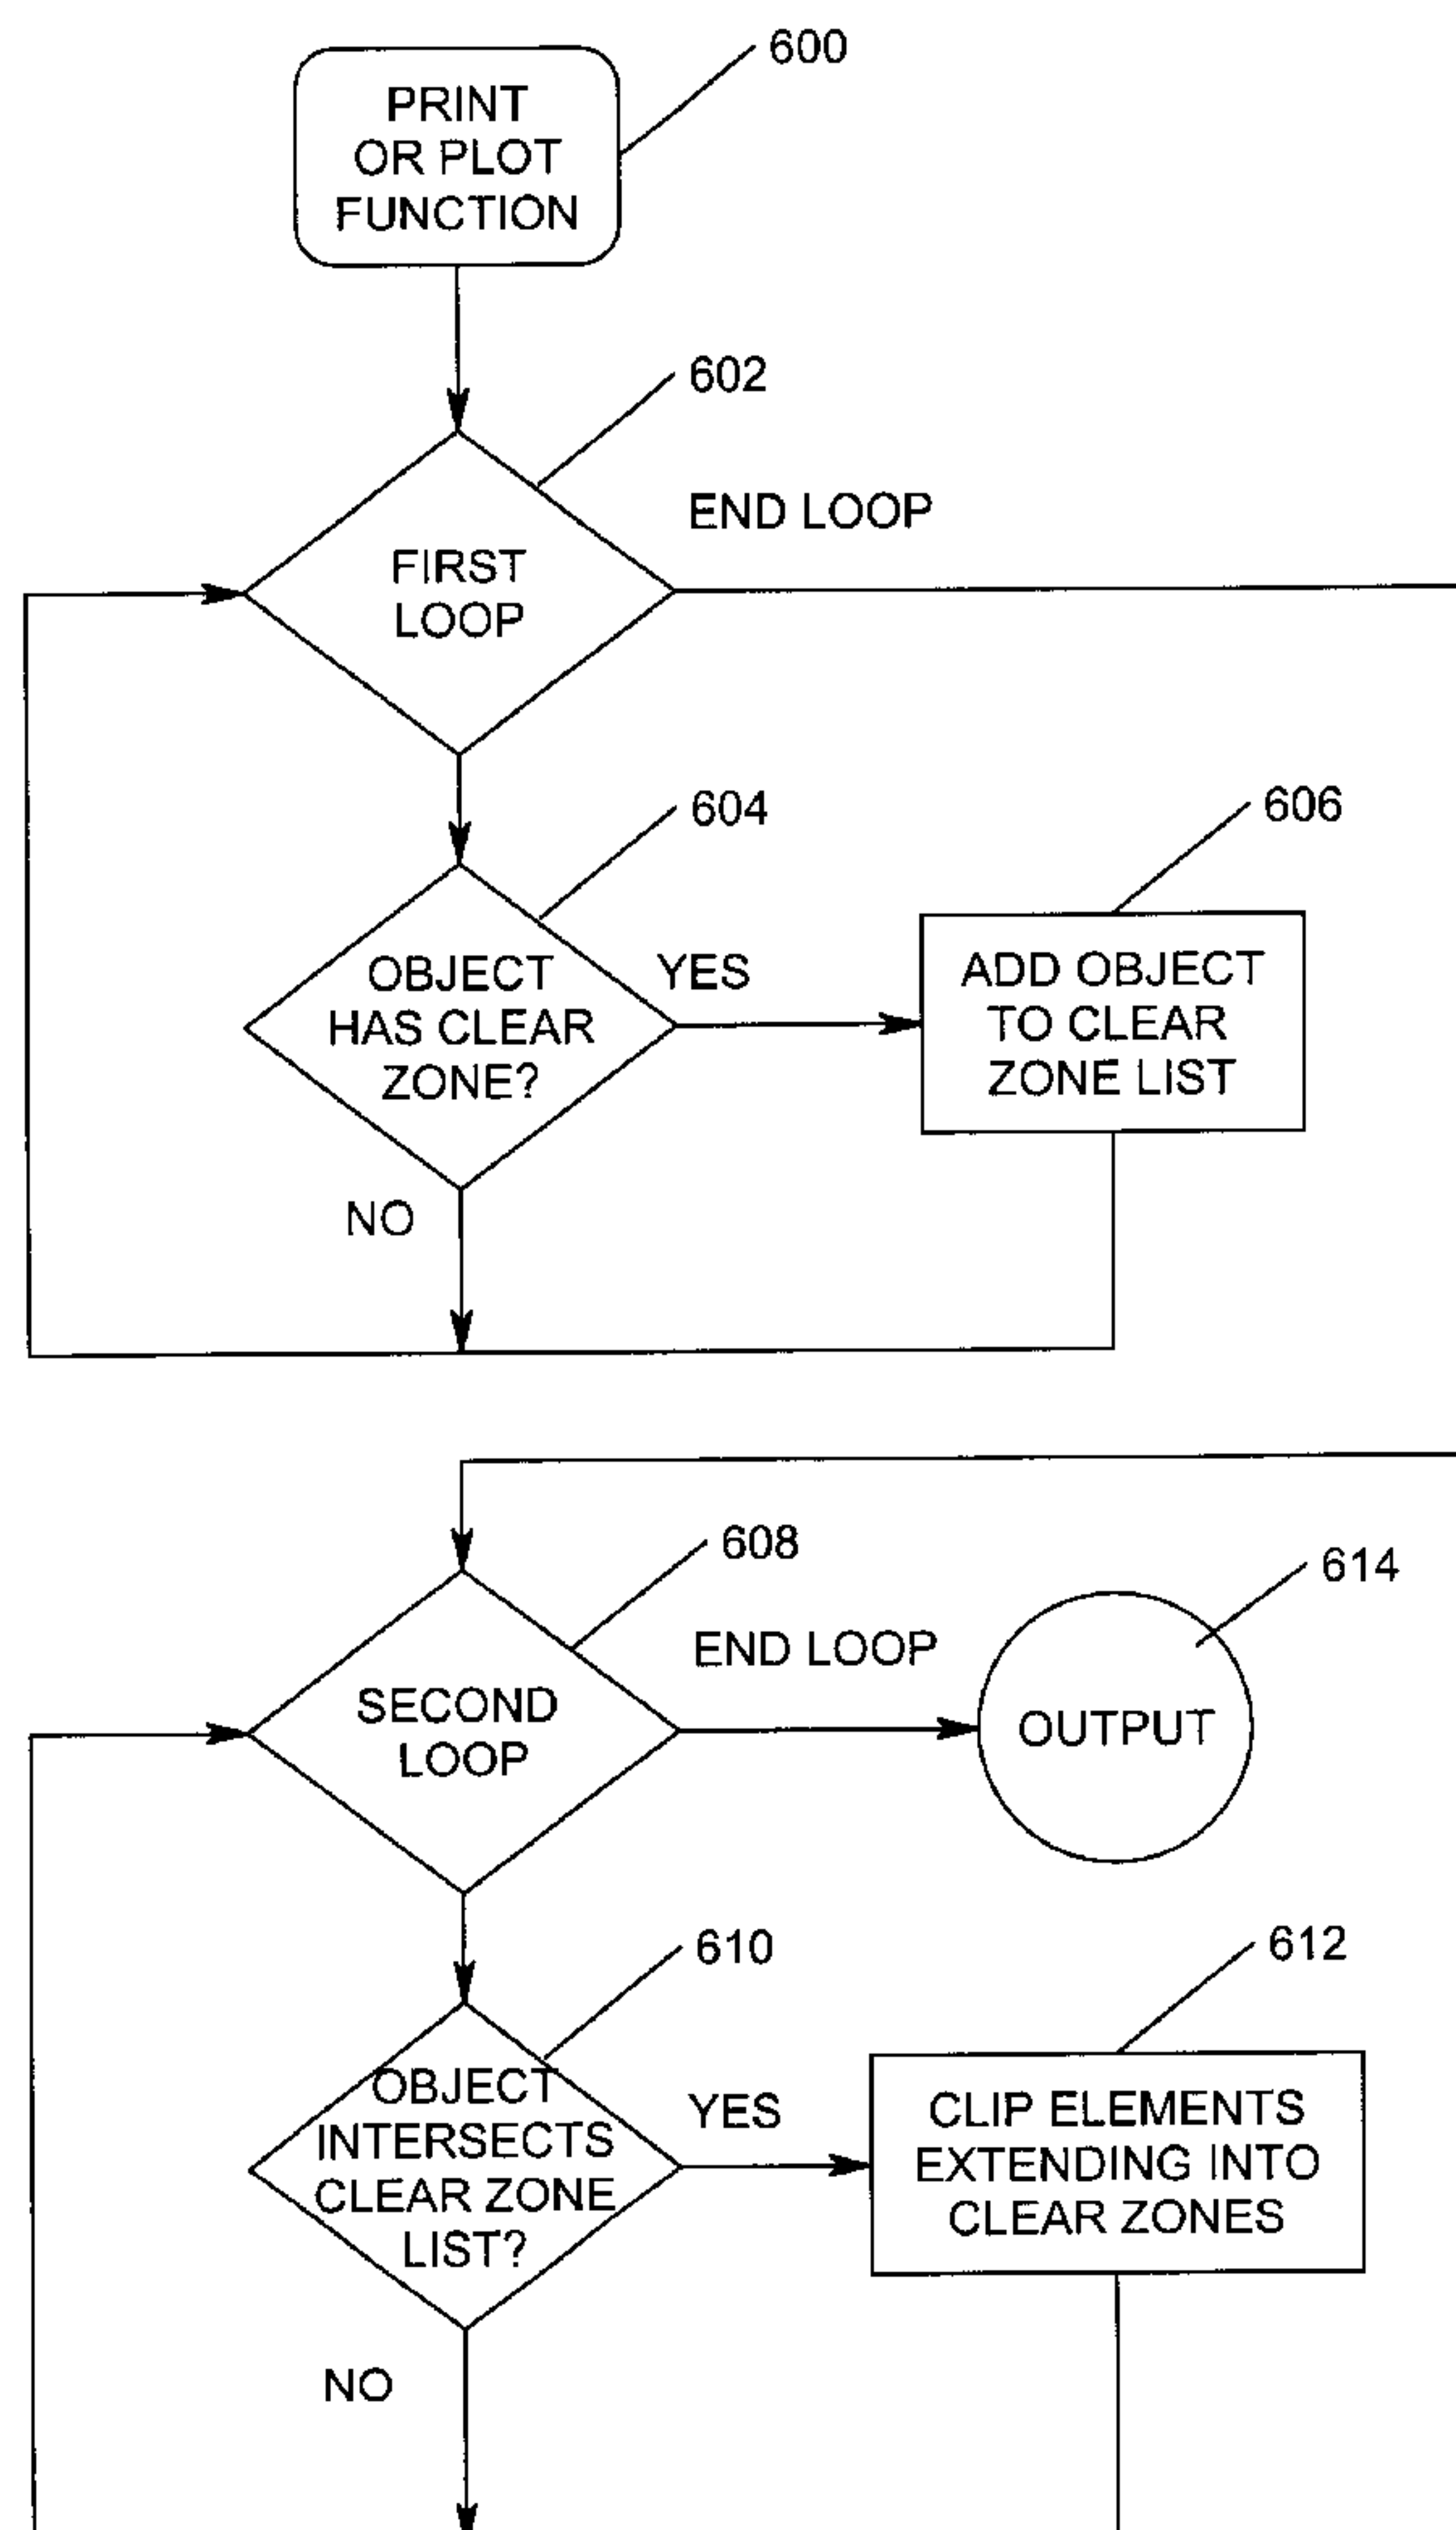 600
PRINT
OR PLOT
FUNCTION
602
END LOOP
FIRST
LOOP
604
606
OBJECT
HAS CLEAR
ZONE?
YES
ADD OBJECT
TO CLEAR
ZONE LIST
NO
608
614
END LOOP
SECOND
LOOP
OUTPUT
610
612
OBJECT
INTERSECTS
CLEAR ZONE
LIST?
YES
CLIP ELEMENTS
EXTENDING INTO
CLEAR ZONES
NO